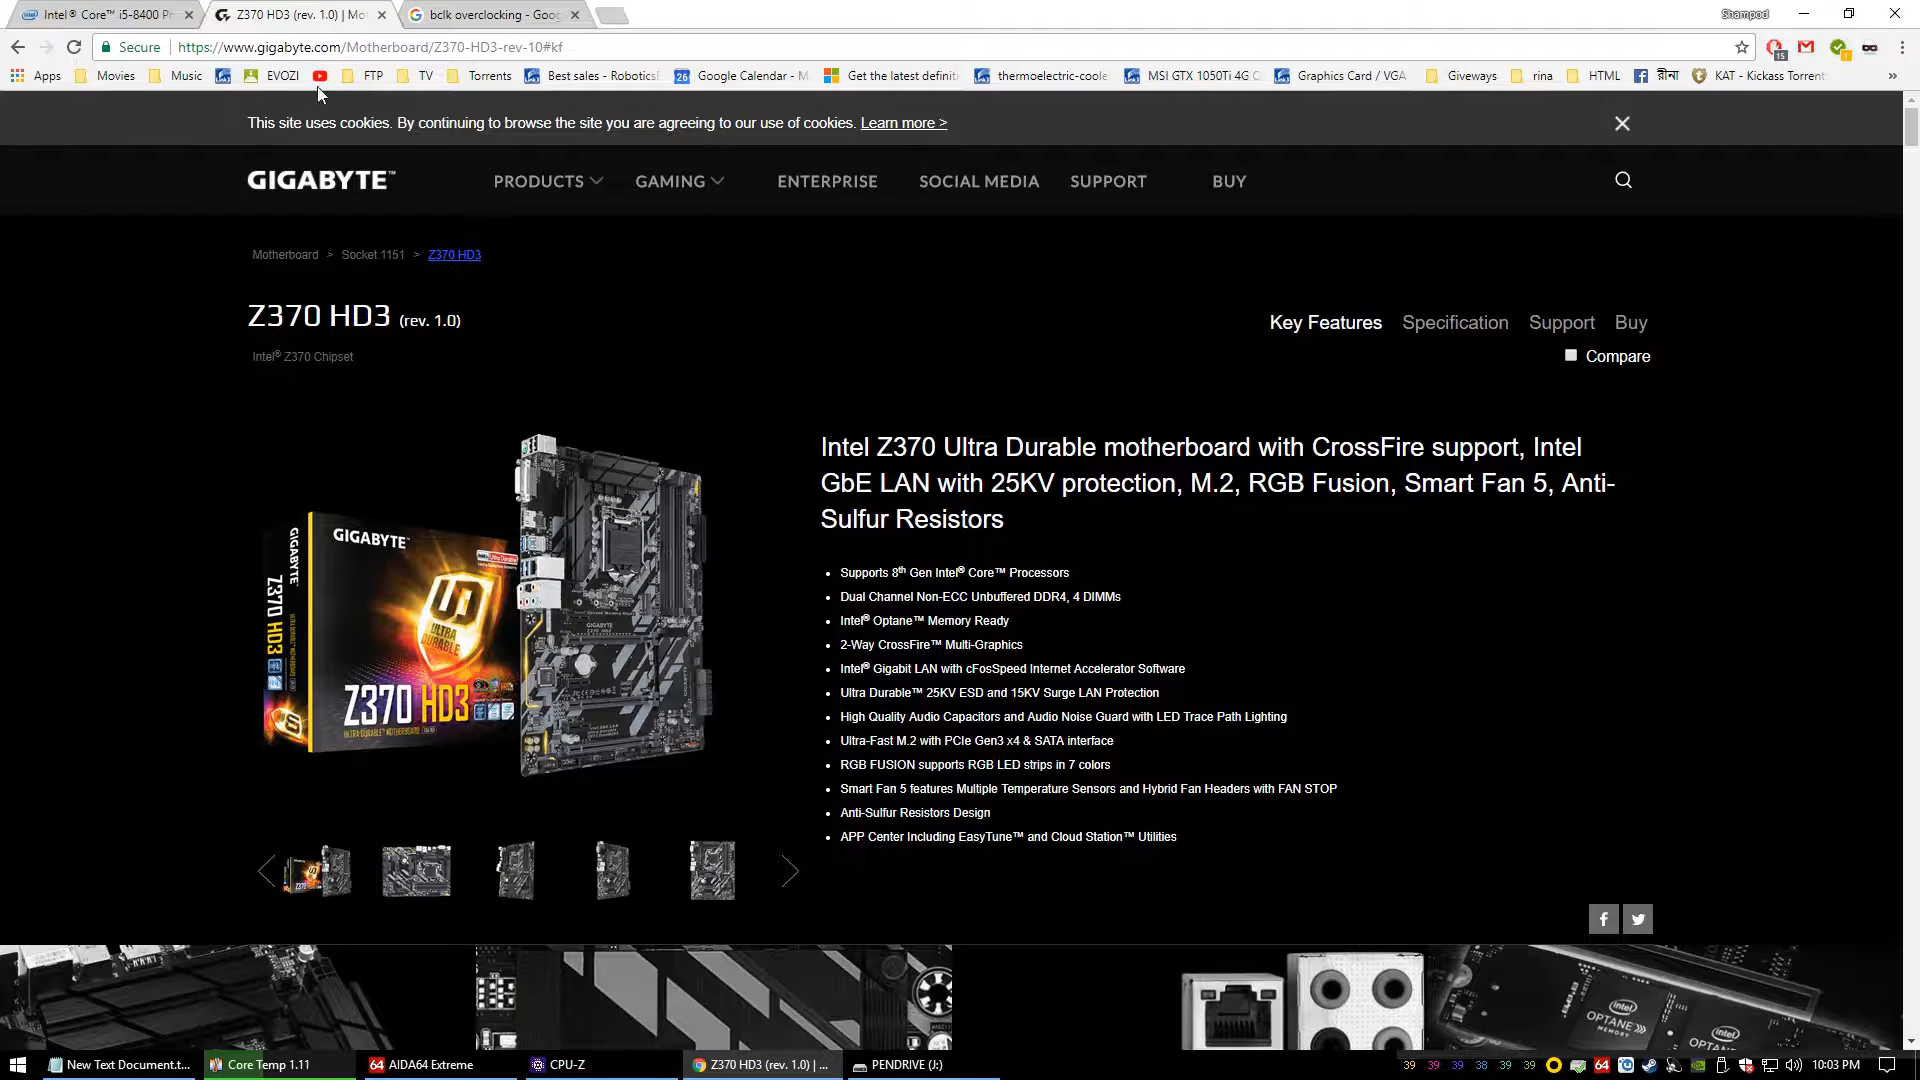 Intel® Core™ i5-8400 Pr
Z370 HD3 (rev. 1.0) | Mot
bclk overclocking - Goog
Shampod
Secure
https://www.gigabyte.com/Motherboard/Z370-HD3-rev-10#kf
15
Apps
Movies
Music
EVOZI
FTP
TV
Torrents
Best sales - Robotics
26
Google Calendar - M
Get the latest definit
thermoelectric-coole
MSI GTX 1050Ti 4G
Graphics Card / VGA
Giveways
rina
HTML
রীনা
KAT - Kickass Torrent
»
This site uses cookies. By continuing to browse the site you are agreeing to our use of cookies. Learn more >
GIGABYTE™
PRODUCTS
GAMING
ENTERPRISE
SOCIAL MEDIA
SUPPORT
BUY
Motherboard > Socket 1151 > Z370 HD3
Z370 HD3 (rev. 1.0)
Key Features
Specification
Support
Buy
Intel® Z370 Chipset
Compare
GIGABYTE™
GIGABYTE
Z370 HD3
ULTRA DURABLE
Z370 HD3
ULTRA-DURABLE™ MOTHERBOARD
GIGABYTE
Intel Z370 Ultra Durable motherboard with CrossFire support, Intel
GbE LAN with 25KV protection, M.2, RGB Fusion, Smart Fan 5, Anti-
Sulfur Resistors
• Supports 8th Gen Intel® Core™ Processors
• Dual Channel Non-ECC Unbuffered DDR4, 4 DIMMs
• Intel® Optane™ Memory Ready
• 2-Way CrossFire™ Multi-Graphics
• Intel® Gigabit LAN with cFosSpeed Internet Accelerator Software
• Ultra Durable™ 25KV ESD and 15KV Surge LAN Protection
• High Quality Audio Capacitors and Audio Noise Guard with LED Trace Path Lighting
• Ultra-Fast M.2 with PCIe Gen3 x4 & SATA interface
• RGB FUSION supports RGB LED strips in 7 colors
• Smart Fan 5 features Multiple Temperature Sensors and Hybrid Fan Headers with FAN STOP
• Anti-Sulfur Resistors Design
• APP Center Including EasyTune™ and Cloud Station™ Utilities
intel
OPTANE
MEMORY
intel
New Text Document.t...
Core Temp 1.11
64
AIDA64 Extreme
CPU-Z
Z370 HD3 (rev. 1.0) | ...
PENDRIVE (J:)
39 39 39 38 39 39
64
10:03 PM